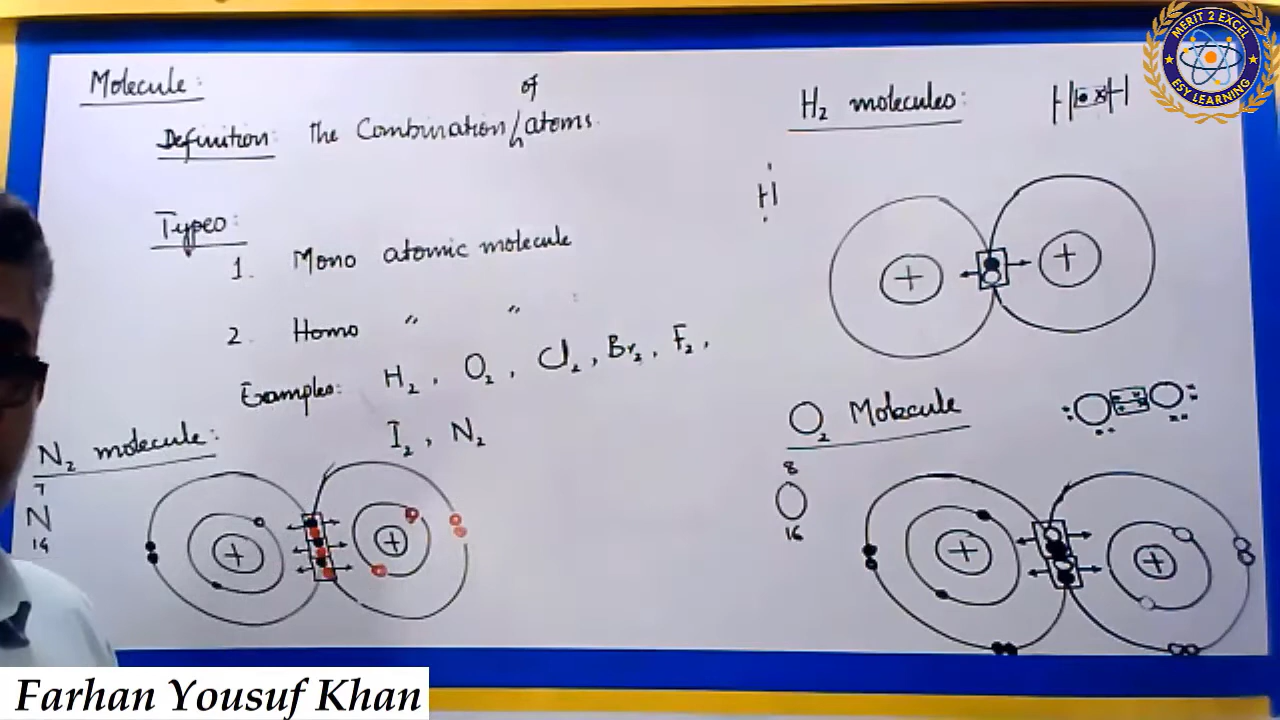 Molecule:
Definition: The Combination of atoms.
Types:
1. Mono atomic molecule
2. Homo " "
Examples: H₂, O₂, Cl₂, Br₂, F₂,
I₂, N₂
N₂ molecule:
7
N
14
+ +
H₂ molecules:
H H
H
+ +
O₂ Molecule
O O
8
O
16
+ +
MERIT 2 EXCEL
ESY LEARNING
Farhan Yousuf Khan